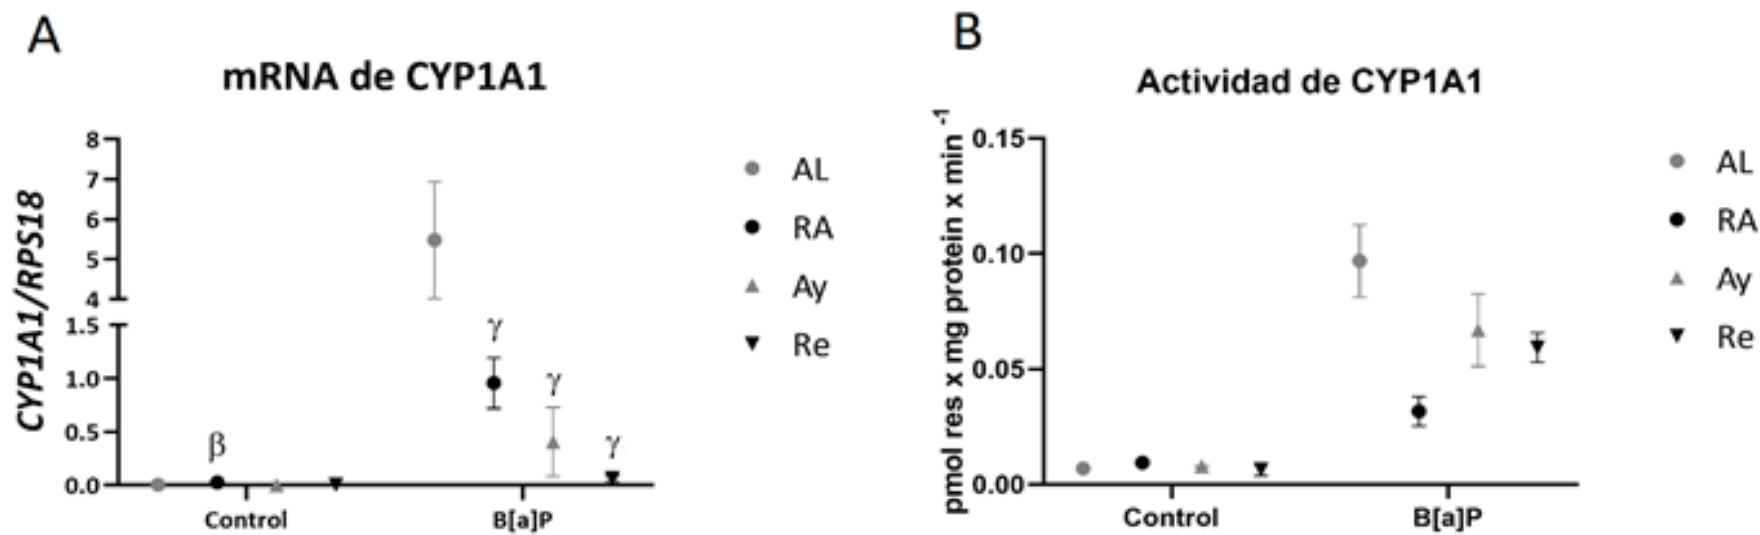 A
mRNA de CYP1A1
CYP1A1/RPS18
8
7
6
5
4
1.5
1.0
0.5
0.0
β
γ
γ
γ
Control
B[a]P
AL
RA
Ay
Re
B
Actividad de CYP1A1
pmol res x mg protein x min -1
0.15
0.10
0.05
0.00
Control
B[a]P
AL
RA
Ay
Re